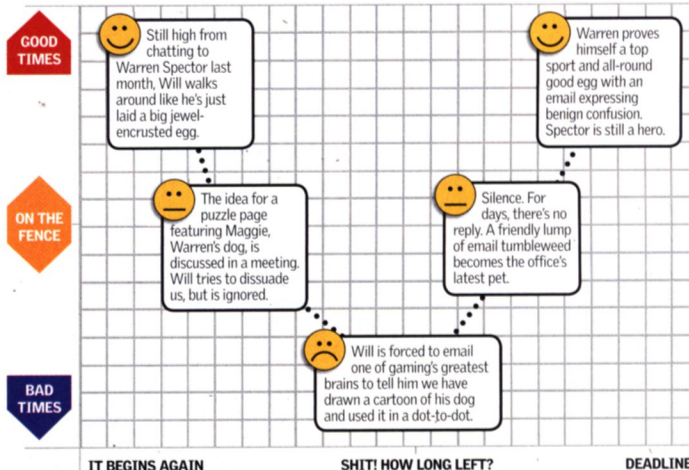 GOOD
TIMES
Still high from
chatting to
Warren Spector last
month, Will walks
around like he's just
laid a big jewel-
encrusted egg.
Warren proves
himself a top
sport and all-round
good egg with an
email expressing
benign confusion.
Spector is still a hero.
ON THE
FENCE
The idea for a
puzzle page
featuring Maggie,
Warren's dog, is
discussed in a meeting.
Will tries to dissuade
us, but is ignored.
Silence. For
days, there's no
reply. A friendly lump
of email tumbleweed
becomes the office's
latest pet.
Will is forced to email
one of gaming's greatest
brains to tell him we have
drawn a cartoon of his dog
and used it in a dot-to-dot.
BAD
TIMES
IT BEGINS AGAIN
SHIT! HOW LONG LEFT?
DEADLINE